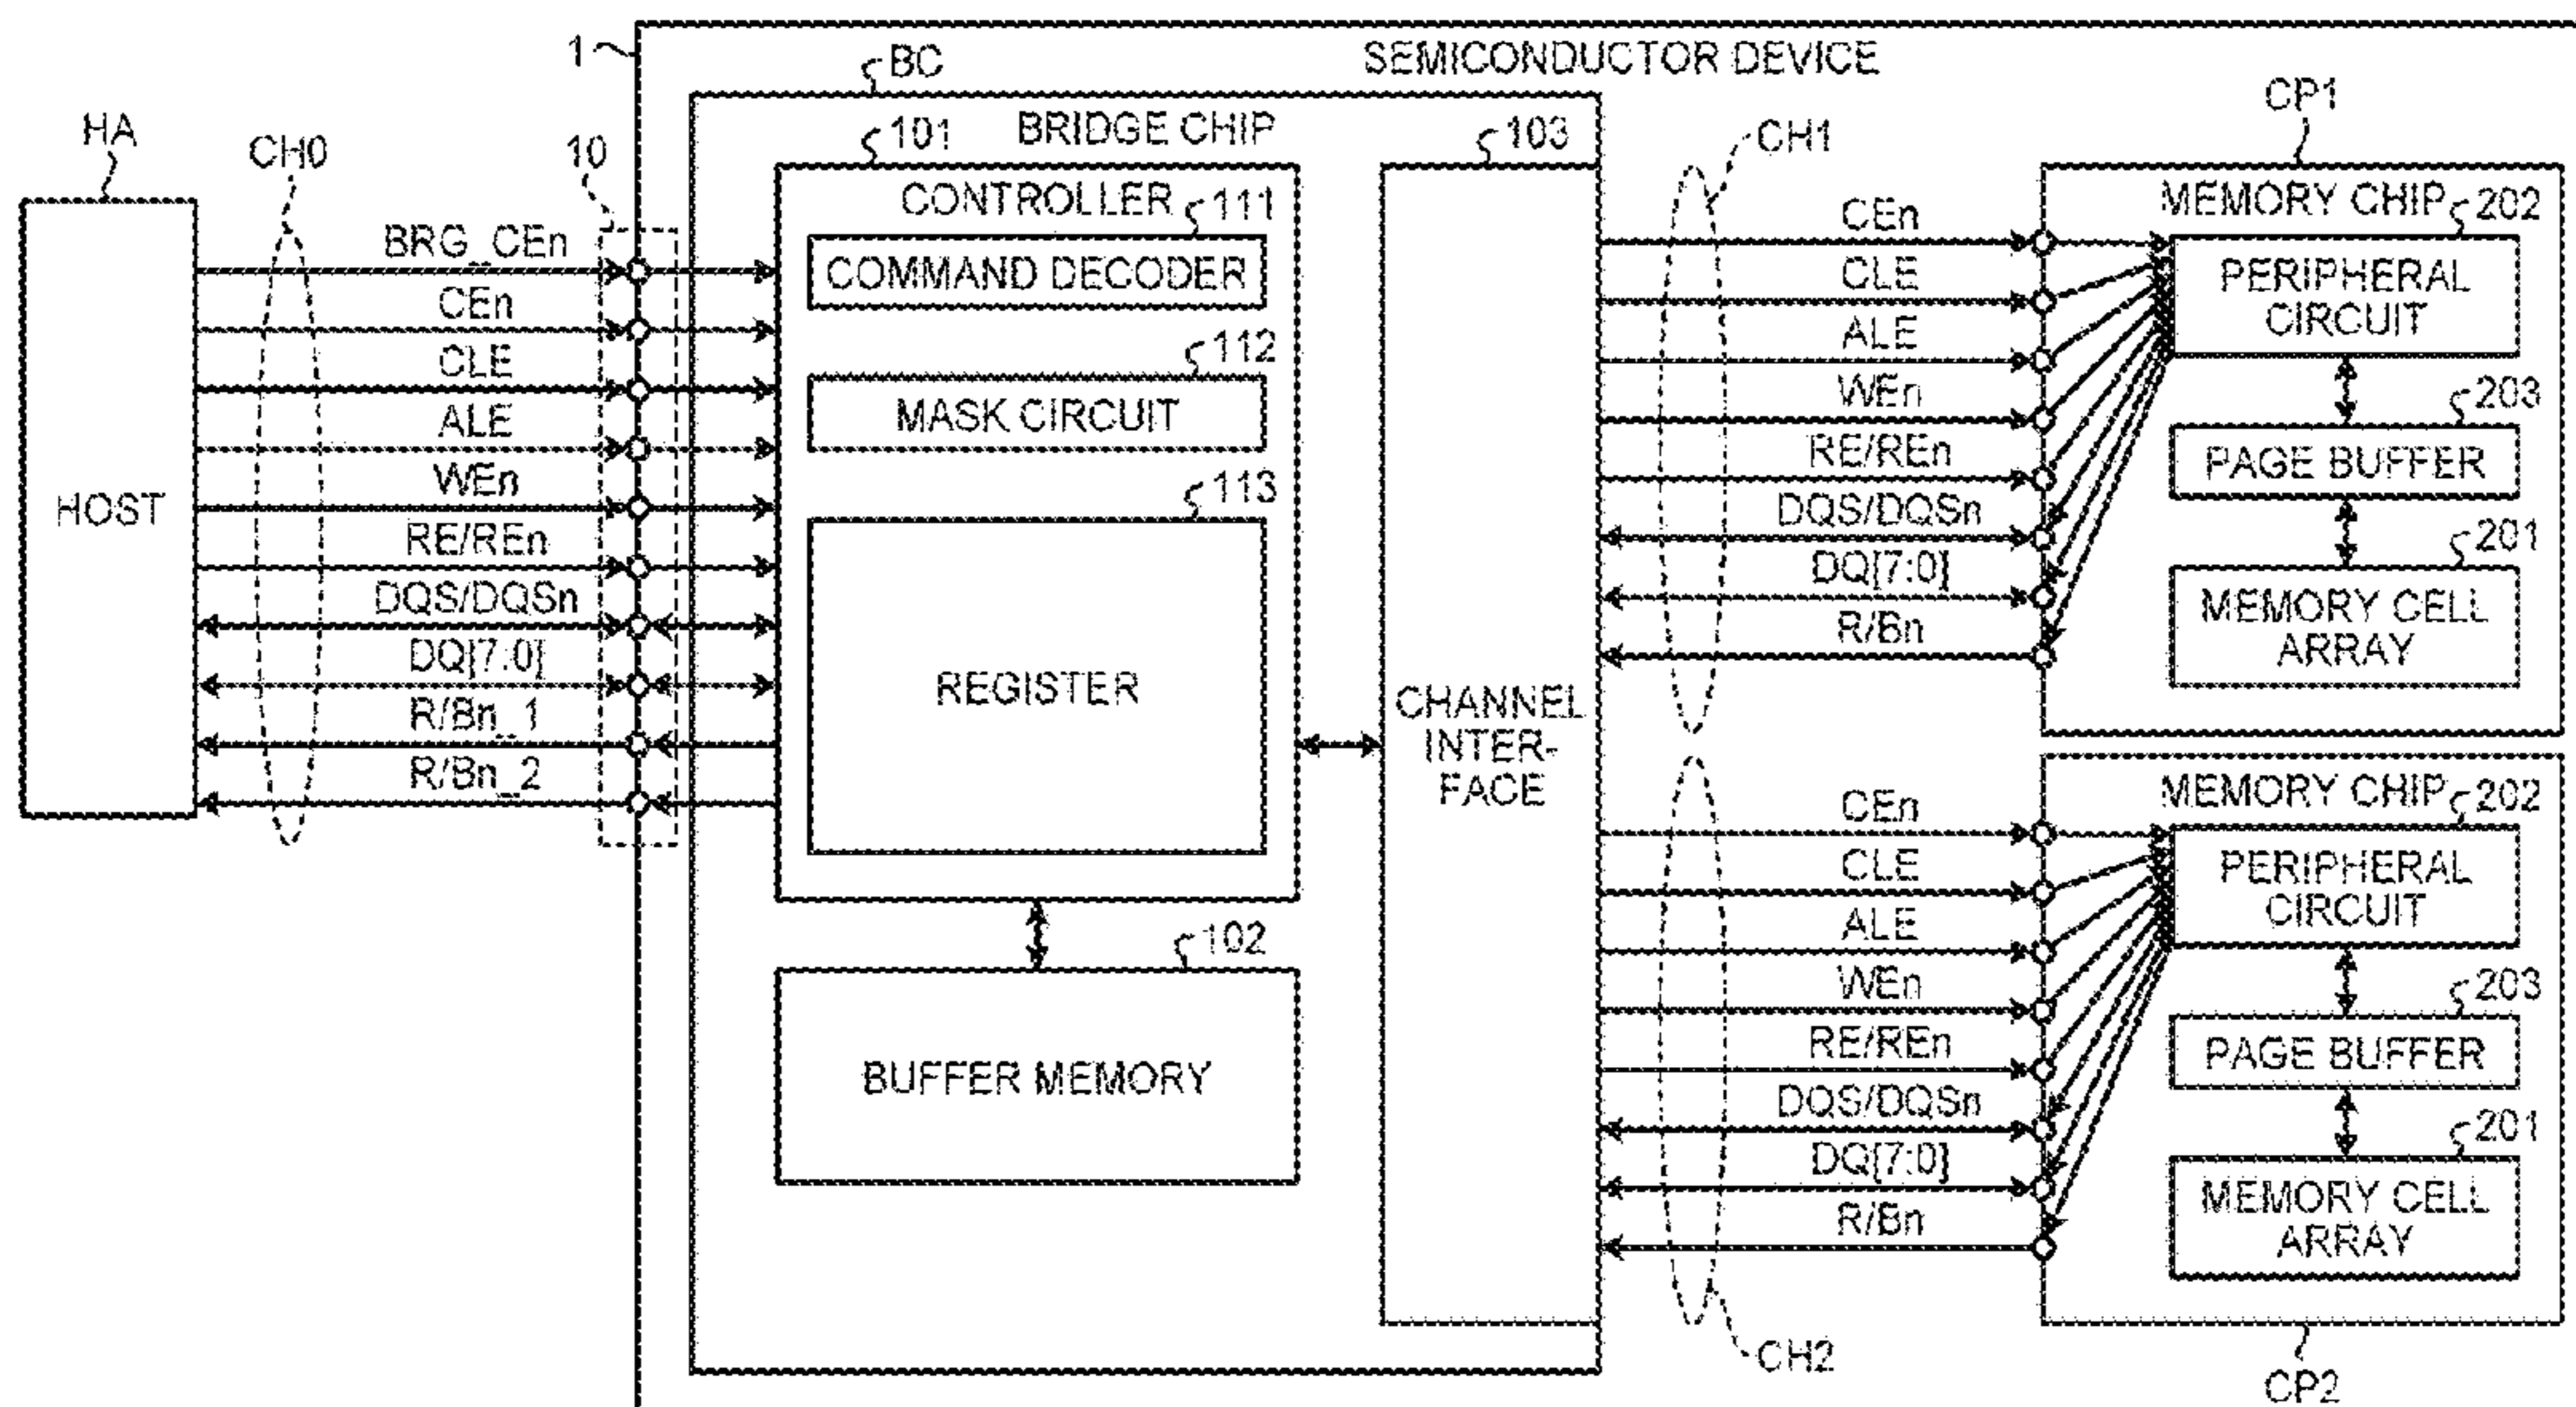 1
SEMICONDUCTOR DEVICE
BC
BRIDGE CHIP
HA
CH0
10
HOST
BRG_CEn
CEn
CLE
ALE
WEn
RE/REn
DQS/DQSn
DQ[7:0]
R/Bn_1
R/Bn_2
101
CONTROLLER
111
COMMAND DECODER
112
MASK CIRCUIT
113
REGISTER
102
BUFFER MEMORY
103
CHANNEL
INTER-
FACE
CH1
CEn
CLE
ALE
WEn
RE/REn
DQS/DQSn
DQ[7:0]
R/Bn
CP1
MEMORY CHIP
202
PERIPHERAL
CIRCUIT
203
PAGE BUFFER
201
MEMORY CELL
ARRAY
CEn
CLE
ALE
WEn
RE/REn
DQS/DQSn
DQ[7:0]
R/Bn
CH2
MEMORY CHIP
202
PERIPHERAL
CIRCUIT
203
PAGE BUFFER
201
MEMORY CELL
ARRAY
CP2